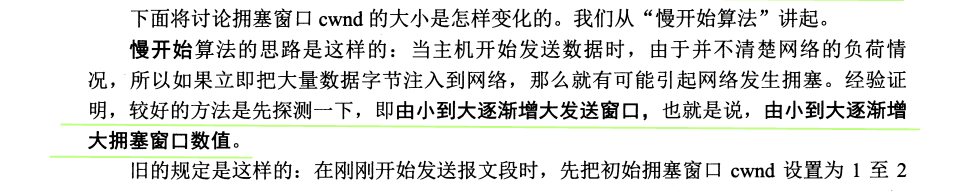 下面将讨论拥塞窗口 cwnd 的大小是怎样变化的。我们从“慢开始算法”讲起。
慢开始算法的思路是这样的：当主机开始发送数据时，由于并不清楚网络的负荷情
况，所以如果立即把大量数据字节注入到网络，那么就有可能引起网络发生拥塞。经验证
明，较好的方法是先探测一下，即由小到大逐渐增大发送窗口，也就是说，由小到大逐渐增
大拥塞窗口数值。
旧的规定是这样的：在刚刚开始发送报文段时，先把初始拥塞窗口 cwnd 设置为 1 至 2